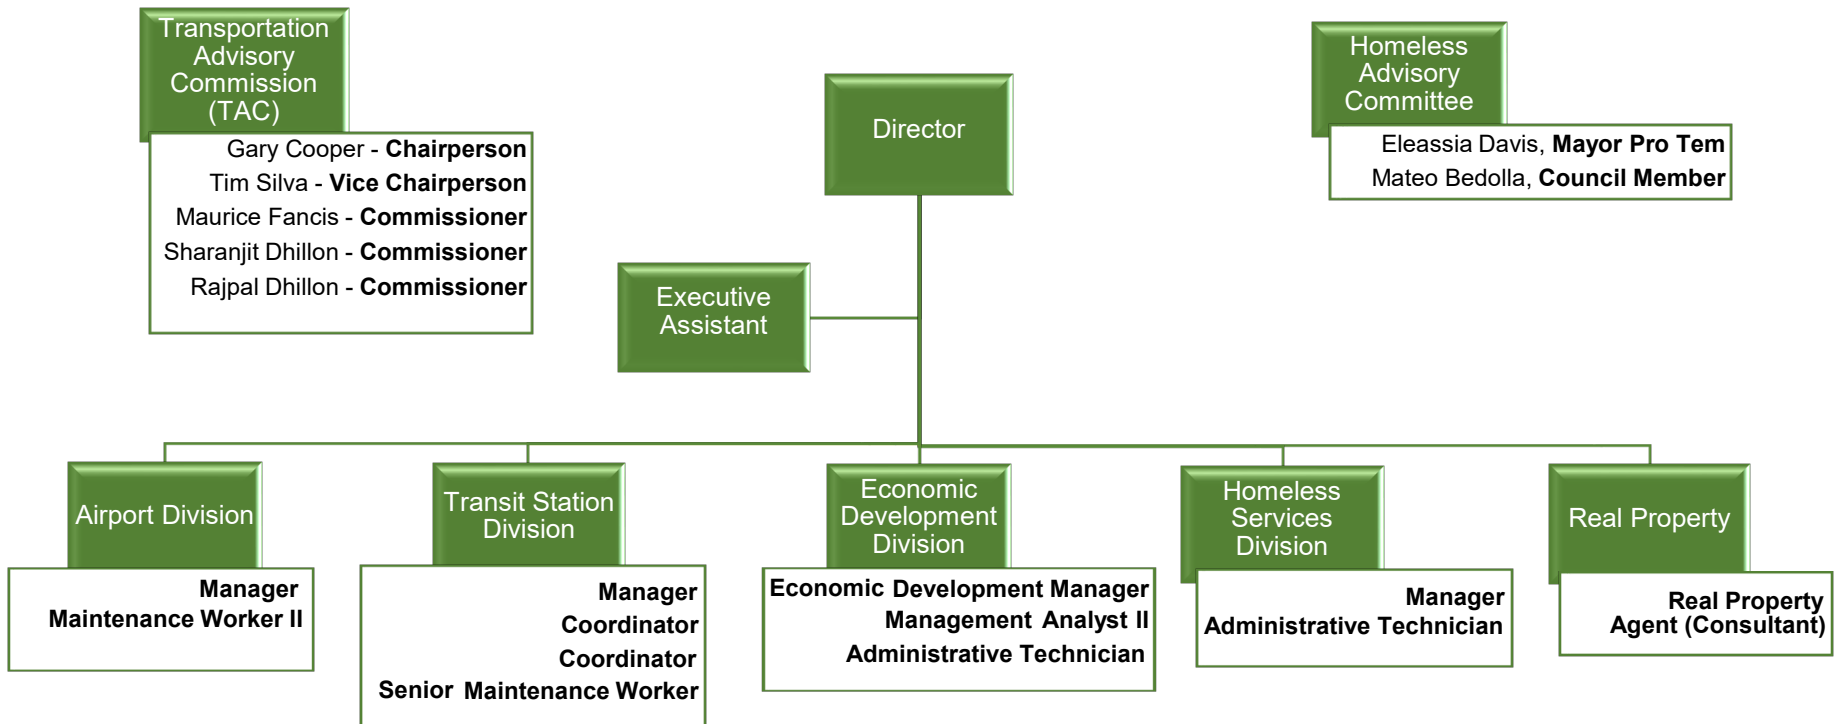 Transportation
Advisory
Commission
(TAC)
Gary Cooper - Chairperson
Tim Silva - Vice Chairperson
Maurice Fancis - Commissioner
Sharanjit Dhillon - Commissioner
Rajpal Dhillon - Commissioner
Director
Homeless
Advisory
Committee
Eleassia Davis, Mayor Pro Tem
Mateo Bedolla, Council Member
Executive
Assistant
Airport Division
Manager
Maintenance Worker II
Transit Station
Division
Manager
Coordinator
Coordinator
Senior Maintenance Worker
Economic
Development
Division
Economic Development Manager
Management Analyst II
Administrative Technician
Homeless
Services
Division
Manager
Administrative Technician
Real Property
Real Property
Agent (Consultant)